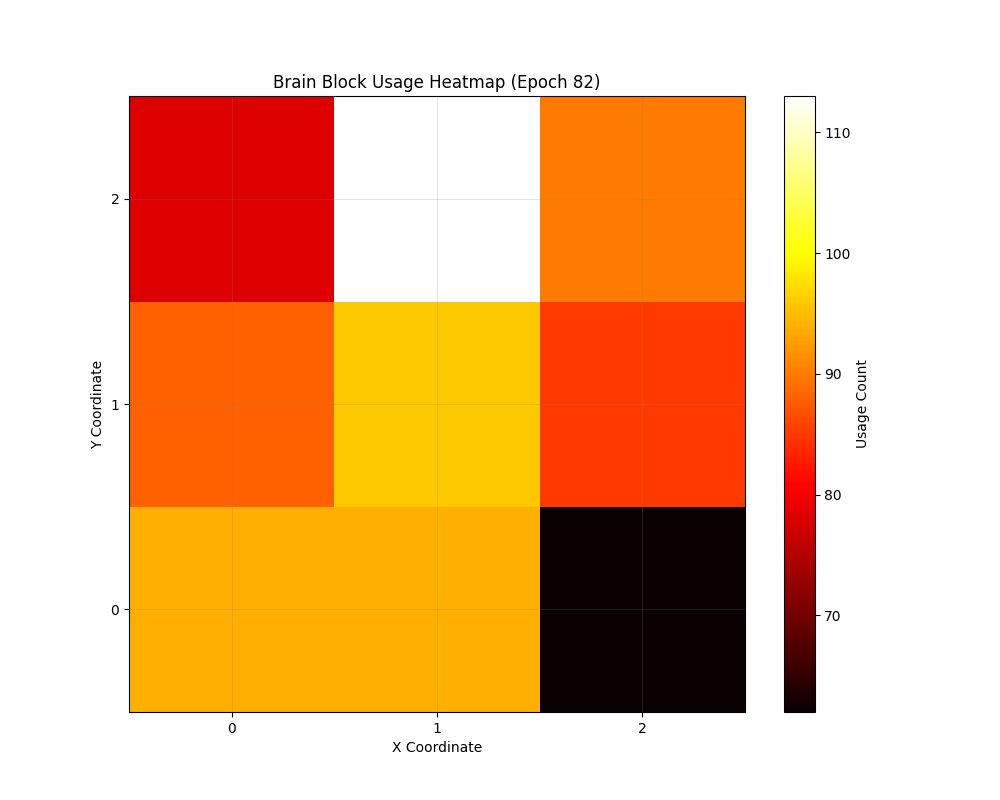 Brain Block Usage Heatmap (Epoch 82)
2
1
0
Y Coordinate
0 1 2
X Coordinate
110
100
90
80
70
Usage Count